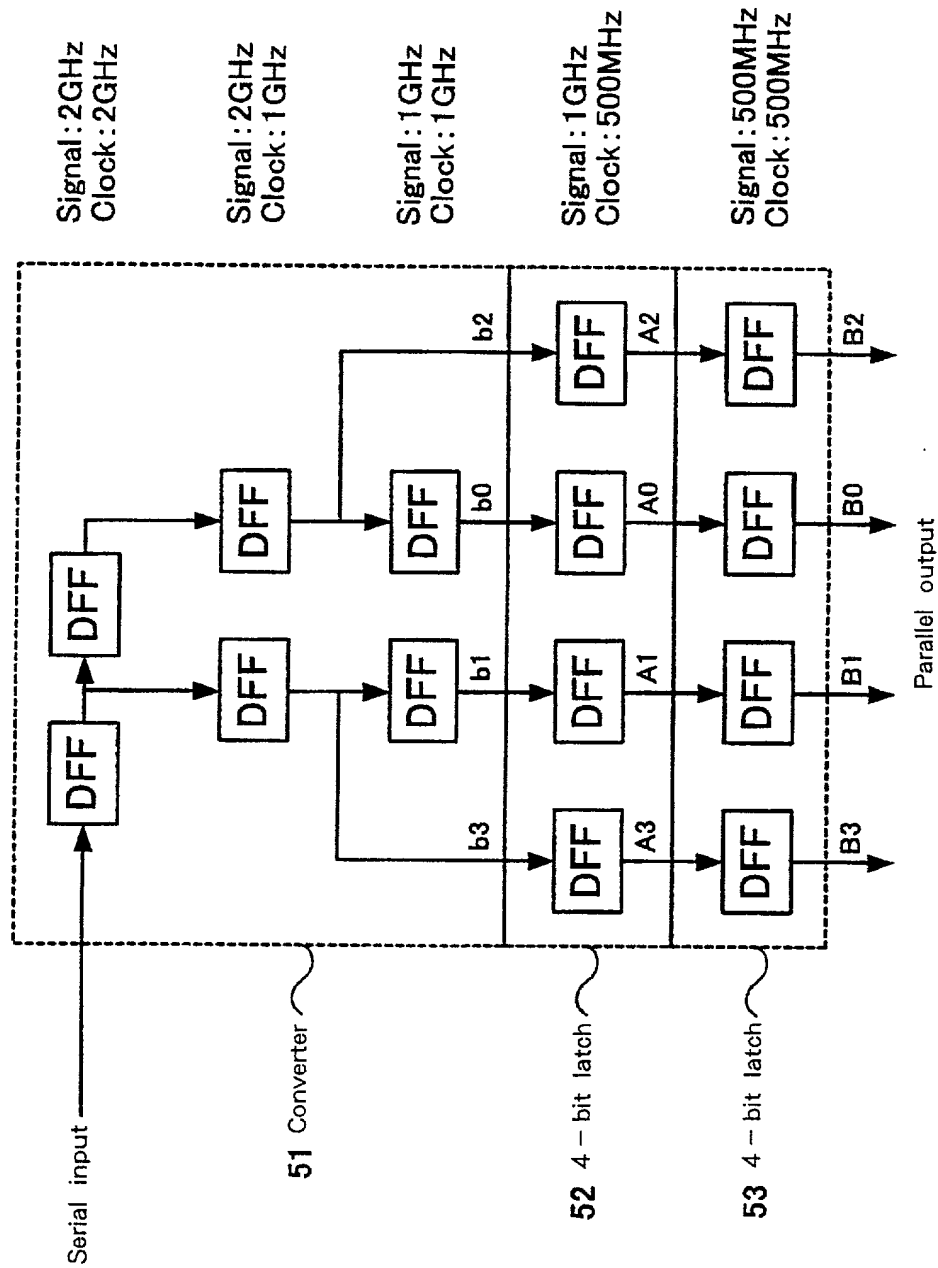 Signal:2GHz
Clock:2GHz
Signal:2GHz
Clock:1GHz
Signal:1GHz
Clock:1GHz
Signal:1GHz
Clock:500MHz
Signal:500MHz
Clock:500MHz
Serial input
DFF
DFF
DFF
DFF
DFF
DFF
b3
b1
b0
b2
DFF
DFF
DFF
DFF
A3
A1
A0
A2
DFF
DFF
DFF
DFF
B3
B1
B0
B2
Parallel output
51 Converter
52 4-bit latch
53 4-bit latch